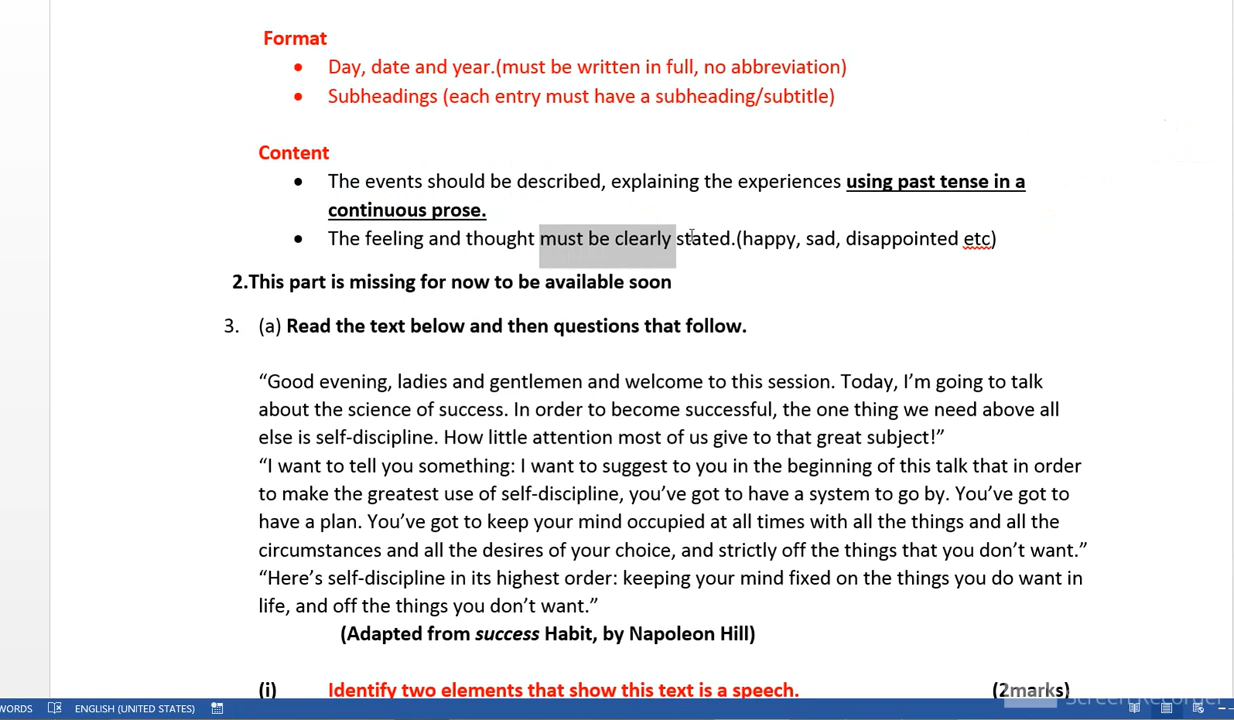 Format
• Day, date and year.(must be written in full, no abbreviation)
• Subheadings (each entry must have a subheading/subtitle)
Content
• The events should be described, explaining the experiences using past tense in a
continuous prose.
• The feeling and thought must be clearly stated.(happy, sad, disappointed etc)
2.This part is missing for now to be available soon
3. (a) Read the text below and then questions that follow.
“Good evening, ladies and gentlemen and welcome to this session. Today, I’m going to talk
about the science of success. In order to become successful, the one thing we need above all
else is self-discipline. How little attention most of us give to that great subject!”
“I want to tell you something: I want to suggest to you in the beginning of this talk that in order
to make the greatest use of self-discipline, you’ve got to have a system to go by. You’ve got to
have a plan. You’ve got to keep your mind occupied at all times with all the things and all the
circumstances and all the desires of your choice, and strictly off the things that you don’t want.”
“Here’s self-discipline in its highest order: keeping your mind fixed on the things you do want in
life, and off the things you don’t want.”
(Adapted from success Habit, by Napoleon Hill)
(i) Identify two elements that show this text is a speech. (2marks)
WORDS ENGLISH (UNITED STATES)